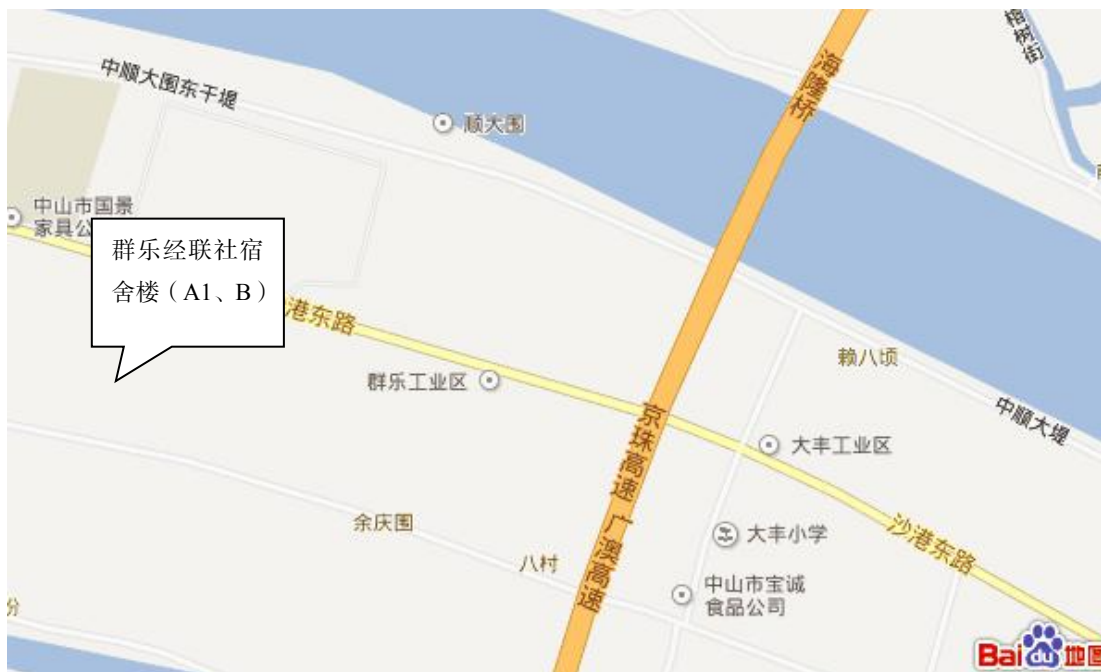 榕树街
海隆桥
中顺大围东干堤
顺大围
中山市国景
家具公
群乐经联社宿
舍楼（A1、B）
港东路
赖八顷
群乐工业区
中顺大堤
京珠高速 广澳高速
大丰工业区
余庆围
沙港东路
大丰小学
八村
中山市宝诚
食品公司
Bai du 地图